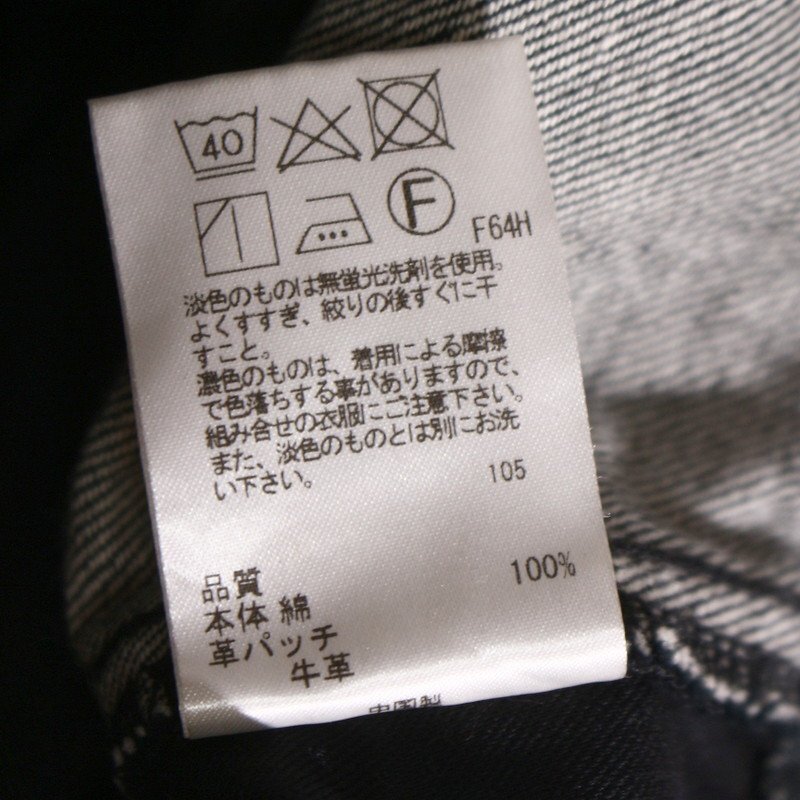 40
F F64H
淡色のものは無蛍光洗剤を使用。
よくすすぎ、絞りの後すぐに干
すこと。
濃色のものは、着用による摩擦
で色落ちする事がありますので、
組み合せの衣服にご注意下さい。
また、淡色のものとは別にお洗
い下さい。 105
品質
本体 綿 100%
革パッチ
牛革
中国製